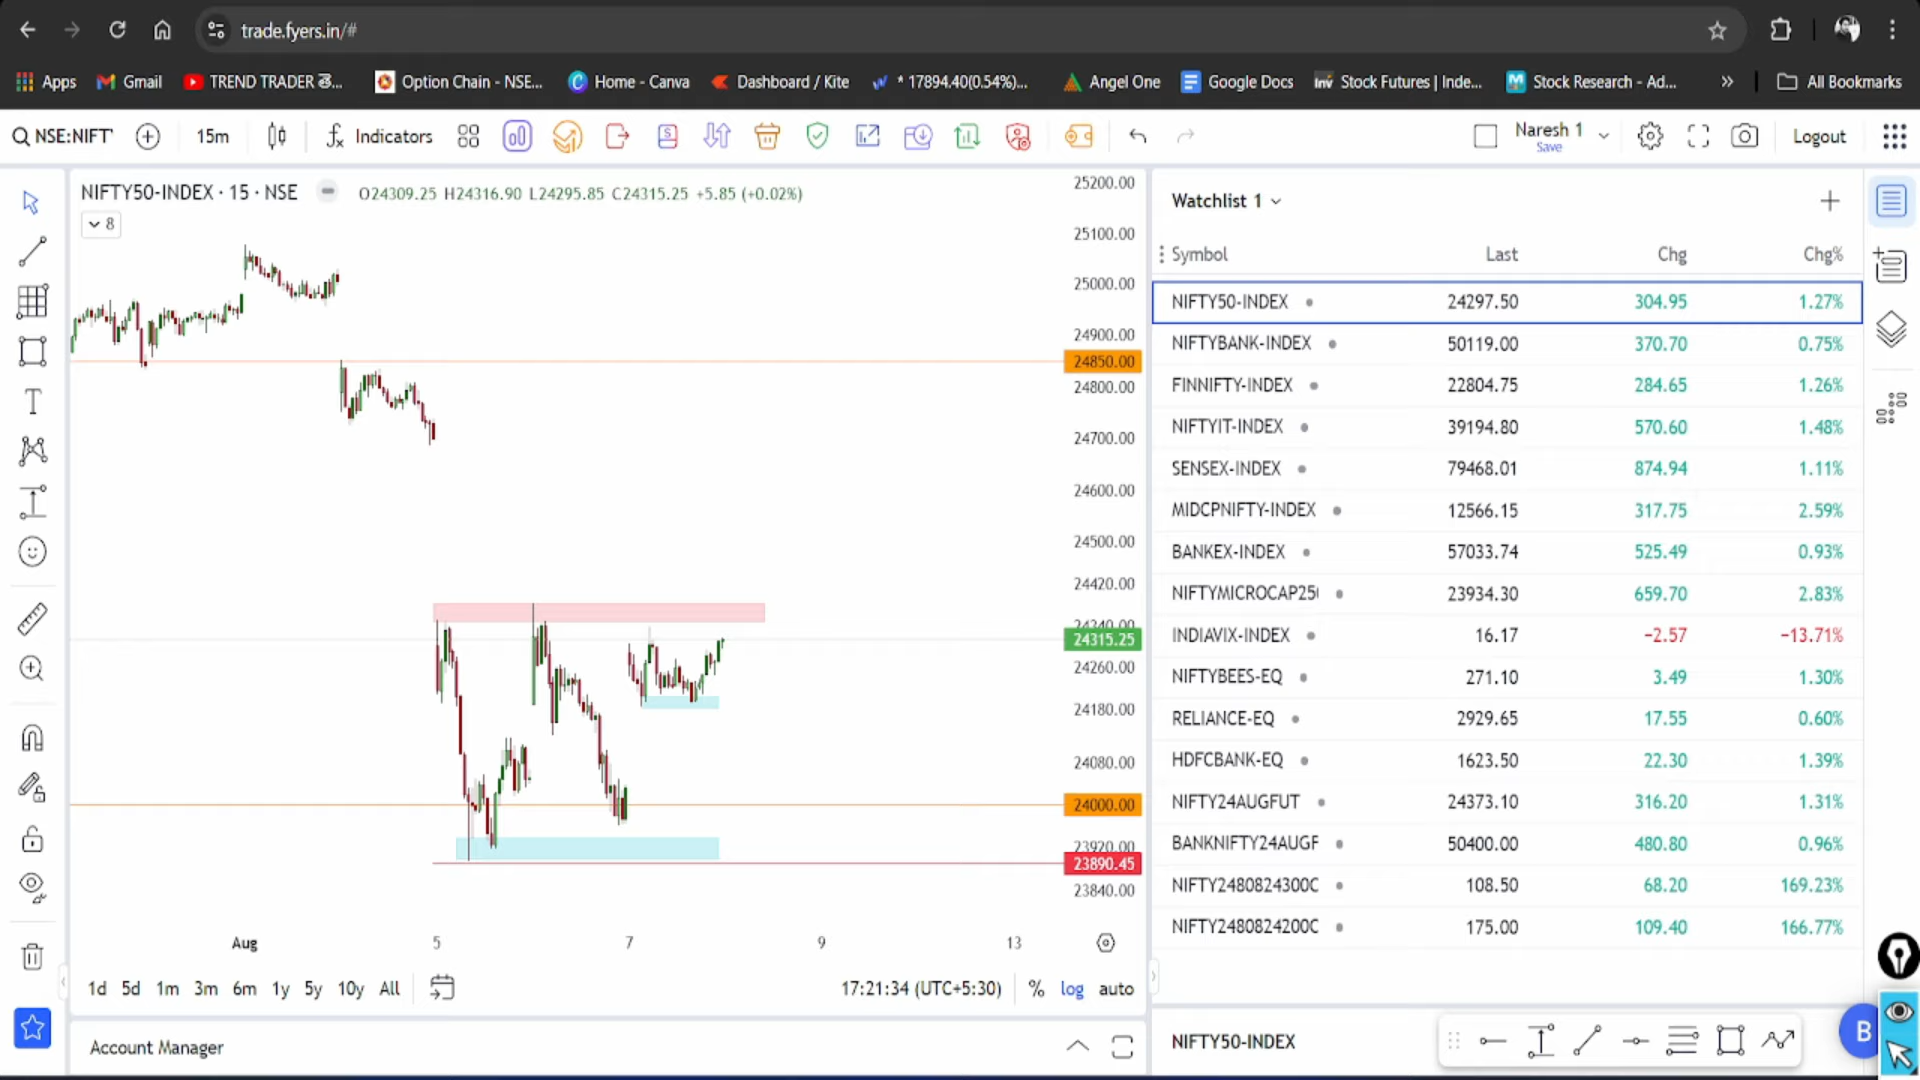 trade.fyers.in/#
Apps Gmail TREND TRADER తె... Option Chain - NSE... Home - Canva Dashboard / Kite * 17894.40(0.54%)... Angel One Google Docs Inv Stock Futures | Inde... Stock Research - Ad... » All Bookmarks
NSE:NIFT 15m fx Indicators Naresh 1 Logout
Save
NIFTY50-INDEX · 15 · NSE O24309.25 H24316.90 L24295.85 C24315.25 +5.85 (+0.02%)
8
25200.00
25100.00
25000.00
24900.00
24850.00
24800.00
24700.00
24600.00
24500.00
24420.00
24340.00
24315.25
24260.00
24180.00
24080.00
24000.00
23920.00
23890.45
23840.00
Aug 5 7 9 13
1d 5d 1m 3m 6m 1y 5y 10y All 17:21:34 (UTC+5:30) % log auto
Account Manager
Watchlist 1
Symbol Last Chg Chg%
NIFTY50-INDEX 24297.50 304.95 1.27%
NIFTYBANK-INDEX 50119.00 370.70 0.75%
FINNIFTY-INDEX 22804.75 284.65 1.26%
NIFTYIT-INDEX 39194.80 570.60 1.48%
SENSEX-INDEX 79468.01 874.94 1.11%
MIDCPNIFTY-INDEX 12566.15 317.75 2.59%
BANKEX-INDEX 57033.74 525.49 0.93%
NIFTYMICROCAP25 23934.30 659.70 2.83%
INDIAVIX-INDEX 16.17 −2.57 −13.71%
NIFTYBEES-EQ 271.10 3.49 1.30%
RELIANCE-EQ 2929.65 17.55 0.60%
HDFCBANK-EQ 1623.50 22.30 1.39%
NIFTY24AUGFUT 24373.10 316.20 1.31%
BANKNIFTY24AUGF 50400.00 480.80 0.96%
NIFTY2480824300C 108.50 68.20 169.23%
NIFTY2480824200C 175.00 109.40 166.77%
NIFTY50-INDEX
B